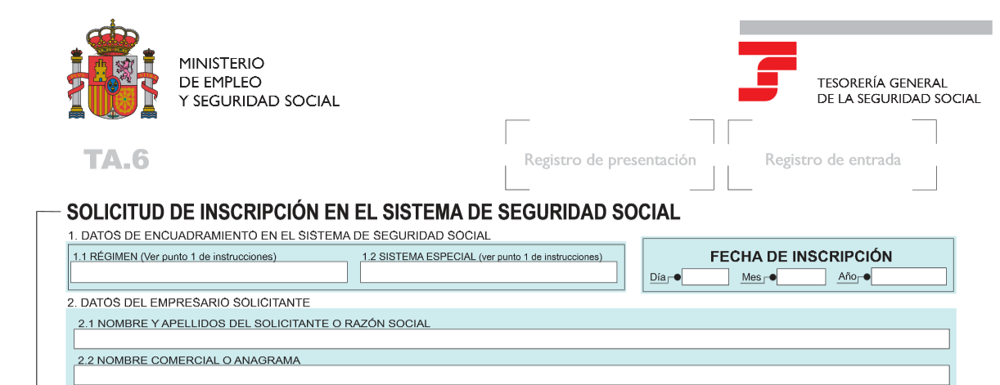 MINISTERIO
DE EMPLEO
Y SEGURIDAD SOCIAL
TESORERÍA GENERAL
DE LA SEGURIDAD SOCIAL
TA.6
Registro de presentación
Registro de entrada
SOLICITUD DE INSCRIPCIÓN EN EL SISTEMA DE SEGURIDAD SOCIAL
1. DATOS DE ENCUADRAMIENTO EN EL SISTEMA DE SEGURIDAD SOCIAL
1.1 RÉGIMEN (Ver punto 1 de instrucciones)
1.2 SISTEMA ESPECIAL (ver punto 1 de instrucciones)
FECHA DE INSCRIPCIÓN
Día Mes Año
2. DATOS DEL EMPRESARIO SOLICITANTE
2.1 NOMBRE Y APELLIDOS DEL SOLICITANTE O RAZÓN SOCIAL
2.2 NOMBRE COMERCIAL O ANAGRAMA